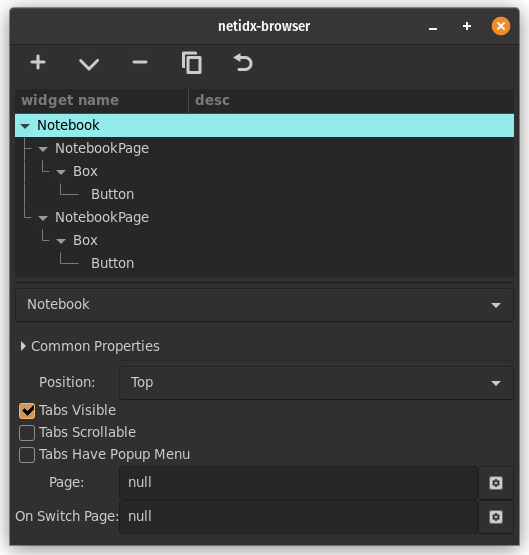 netidx-browser
widget name desc
Notebook
NotebookPage
Box
Button
NotebookPage
Box
Button
Notebook
Common Properties
Position: Top
Tabs Visible
Tabs Scrollable
Tabs Have Popup Menu
Page: null
On Switch Page: null